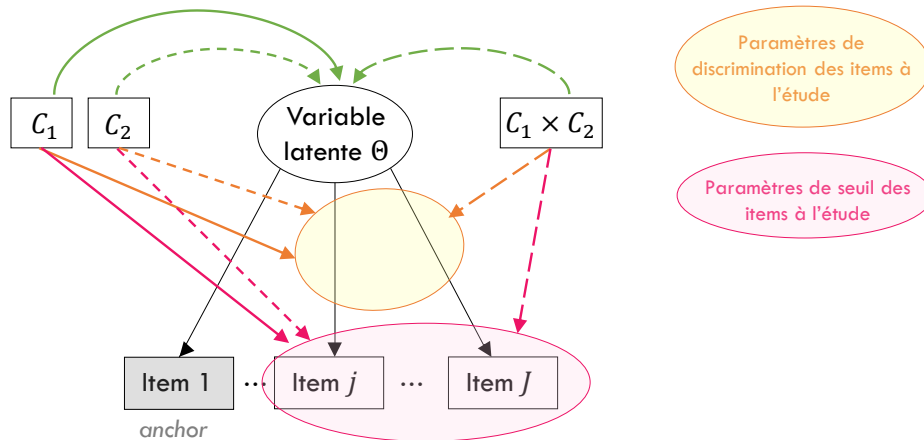 Paramètres de
discrimination des items à
l'étude
C₁
C₂
Variable
latente Θ
C₁ × C₂
Paramètres de seuil des
items à l'étude
Item 1 ... Item j ... Item J
anchor